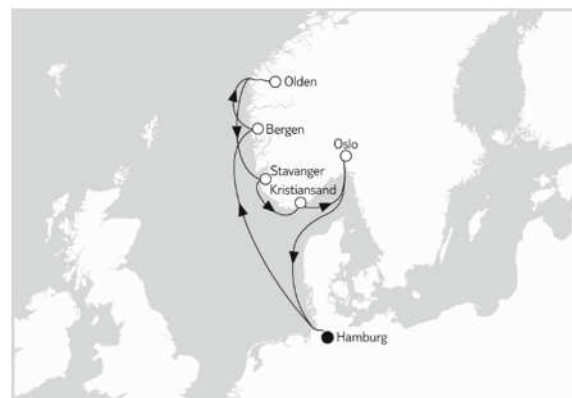 Olden
Bergen
Oslo
Stavanger
Kristiansand
Hamburg